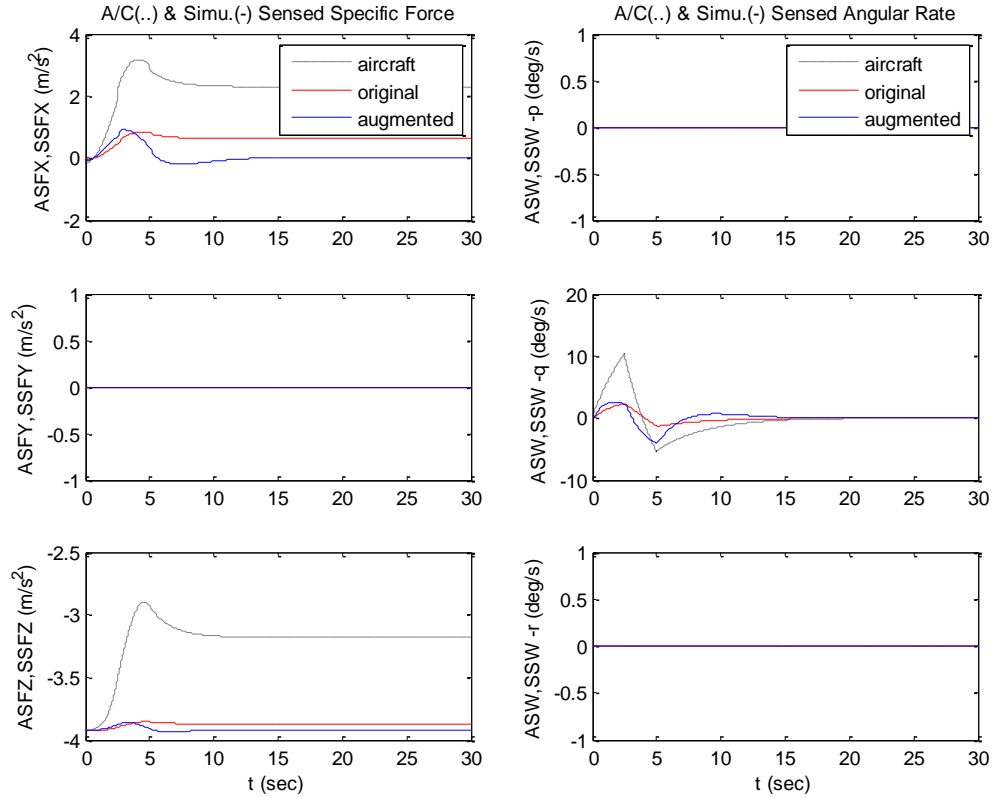 A/C(..) & Simu.(-) Sensed Specific Force
ASFX,SSFX (m/s²)
4
2
0
-2
0 5 10 15 20 25 30
aircraft
original
augmented
A/C(..) & Simu.(-) Sensed Angular Rate
ASW,SSW -p (deg/s)
1
0.5
0
-0.5
-1
0 5 10 15 20 25 30
aircraft
original
augmented
ASFY,SSFY (m/s²)
1
0.5
0
-0.5
-1
0 5 10 15 20 25 30
ASW,SSW -q (deg/s)
20
10
0
-10
0 5 10 15 20 25 30
ASFZ,SSFZ (m/s²)
-2.5
-3
-3.5
-4
0 5 10 15 20 25 30
t (sec)
ASW,SSW -r (deg/s)
1
0.5
0
-0.5
-1
0 5 10 15 20 25 30
t (sec)